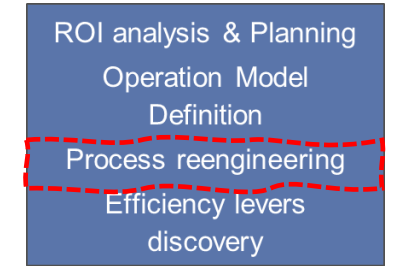 ROI analysis & Planning
Operation Model
Definition
Process reengineering
Efficiency levers
discovery